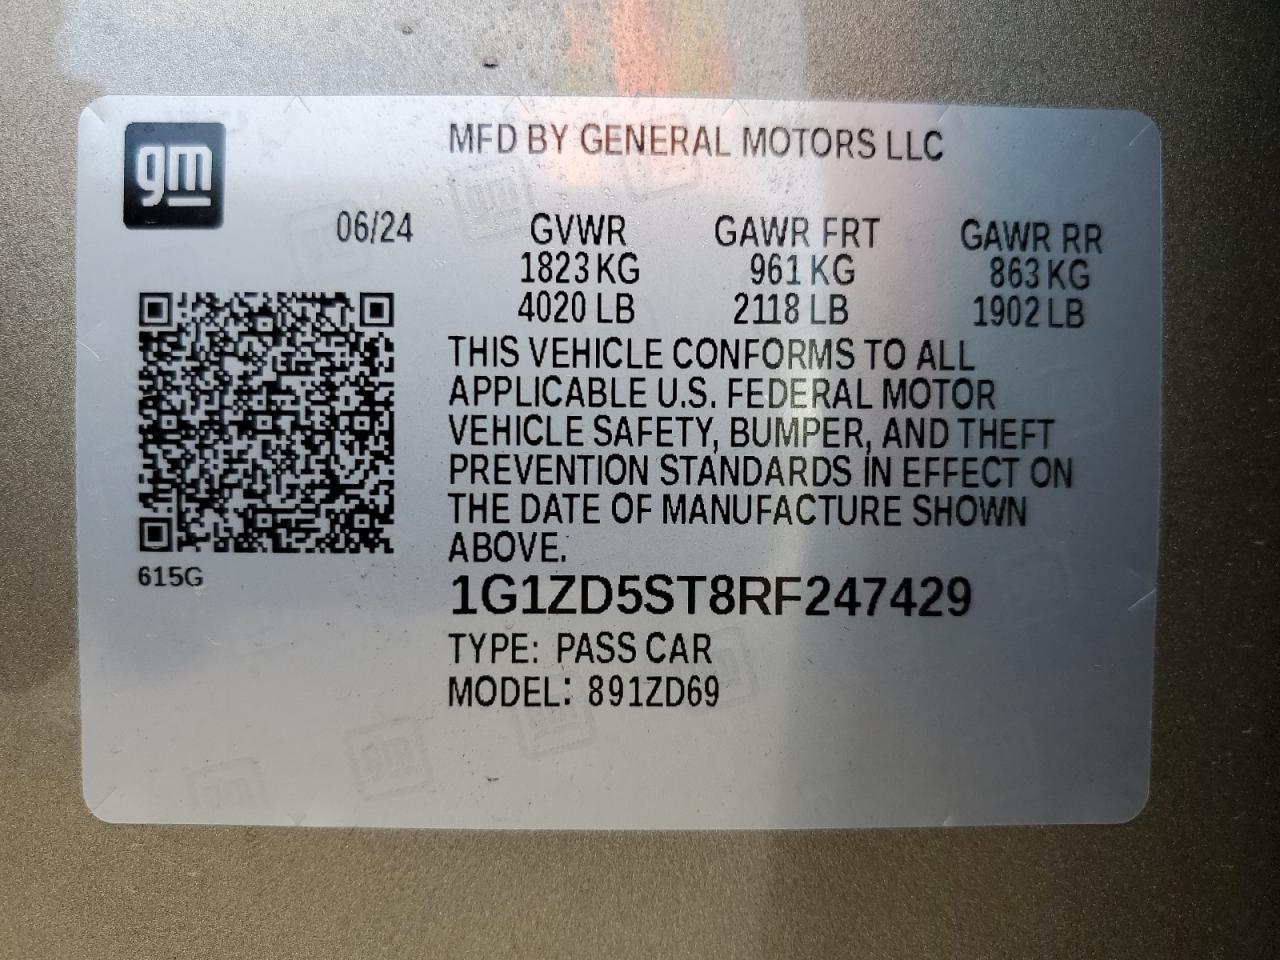 gm
MFD BY GENERAL MOTORS LLC
06/24 GVWR GAWR FRT GAWR RR
1823 KG 961 KG 863 KG
4020 LB 2118 LB 1902 LB
THIS VEHICLE CONFORMS TO ALL
APPLICABLE U.S. FEDERAL MOTOR
VEHICLE SAFETY, BUMPER, AND THEFT
PREVENTION STANDARDS IN EFFECT ON
THE DATE OF MANUFACTURE SHOWN
ABOVE.
615G
1G1ZD5ST8RF247429
TYPE: PASS CAR
MODEL: 891ZD69